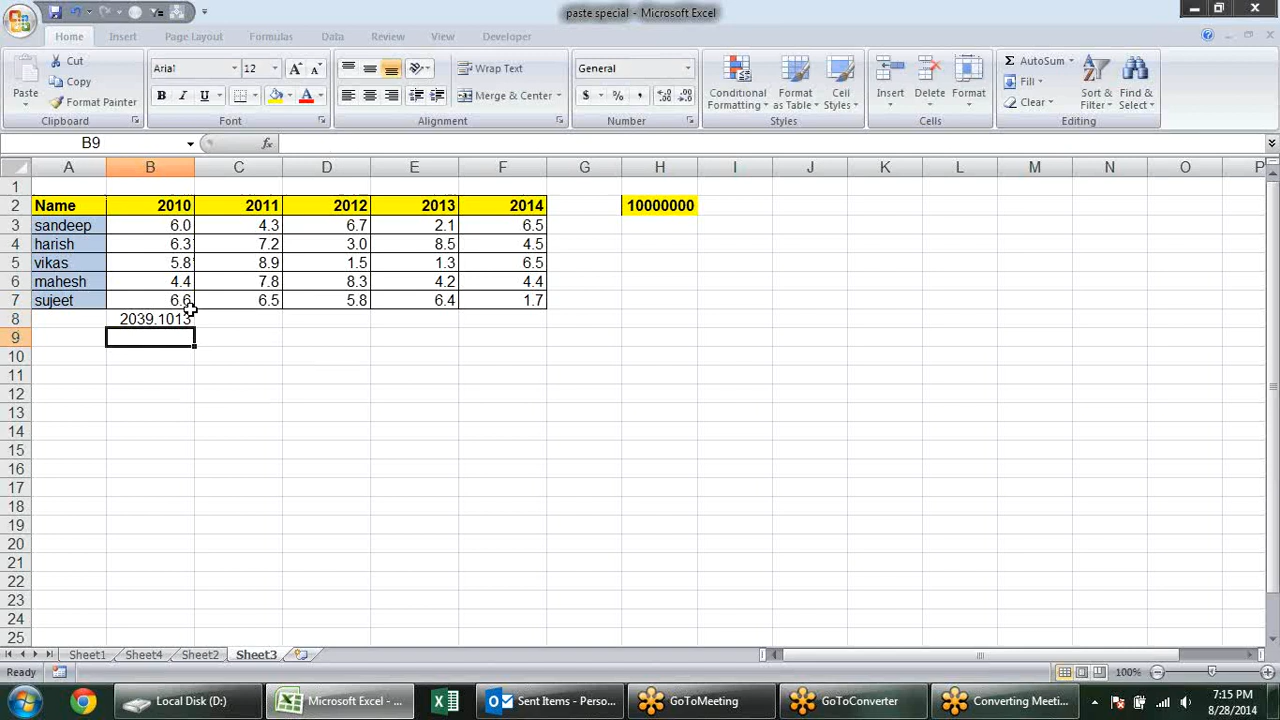 paste special - Microsoft Excel
Home Insert Page Layout Formulas Data Review View Developer
Paste
Cut
Copy
Format Painter
Clipboard
Arial 12
B I U
Font
Wrap Text
Merge & Center
Alignment
General
$ % ,
Number
Conditional Formatting
Format as Table
Cell Styles
Styles
Insert Delete Format
Cells
Σ AutoSum
Fill
Clear
Sort & Filter
Find & Select
Editing
B9 fx
A B C D E F G H I J K L M N O P
1
2 Name 2010 2011 2012 2013 2014 10000000
3 sandeep 6.0 4.3 6.7 2.1 6.5
4 harish 6.3 7.2 3.0 8.5 4.5
5 vikas 5.8 8.9 1.5 1.3 6.5
6 mahesh 4.4 7.8 8.3 4.2 4.4
7 sujeet 6.6 6.5 5.8 6.4 1.7
8 2039.1013
9
10
11
12
13
14
15
16
17
18
19
20
21
22
23
24
25
Sheet1 Sheet4 Sheet2 Sheet3
Ready 100%
Local Disk (D:) Microsoft Excel - ... Sent Items - Perso... GoToMeeting GoToConverter Converting Meeti...
7:15 PM
8/28/2014